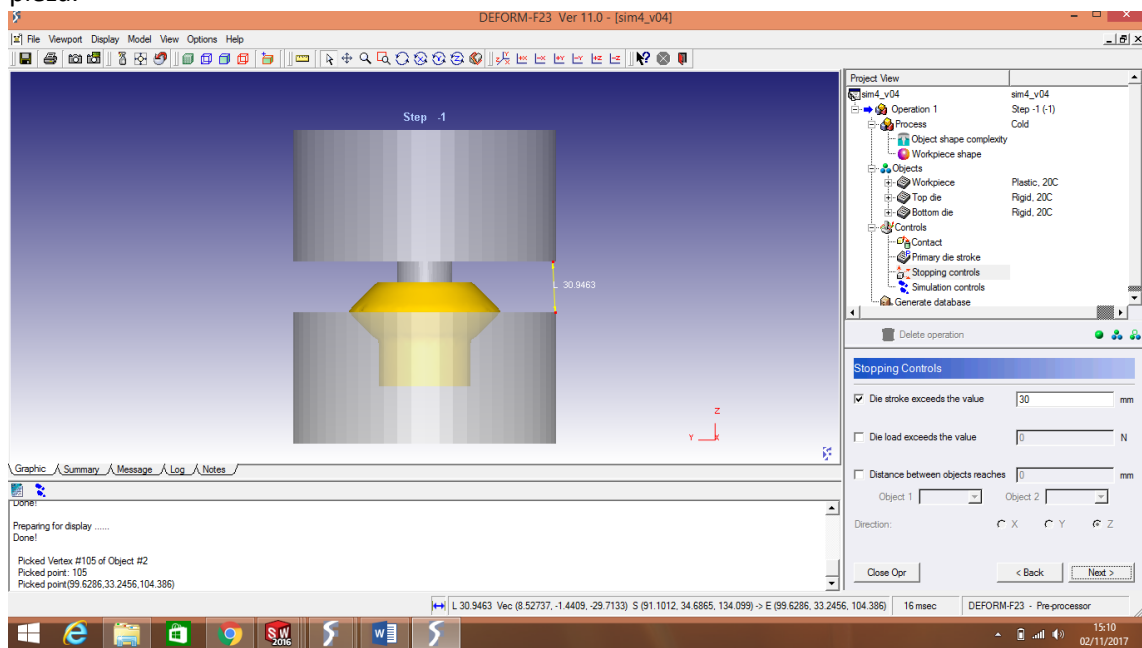 pieza.
DEFORM-F23 Ver 11.0 - [sim4_v04]
File Viewport Display Model View Options Help
Project View
sim4_v04 sim4_v04
Operation 1 Step -1 (-1)
Process Cold
Object shape complexity
Workpiece shape
Objects
Workpiece Plastic, 20C
Top die Rigid, 20C
Bottom die Rigid, 20C
Controls
Contact
Primary die stroke
Stopping controls
Simulation controls
Generate database
Step -1
30.9463
Z
Y X
Delete operation
Stopping Controls
Die stroke exceeds the value 30 mm
Die load exceeds the value 0 N
Distance between objects reaches 0 mm
Object 1 Object 2
Direction: X Y Z
Close Opr < Back Next >
Graphic Summary Message Log Notes
Done!
Preparing for display ......
Done!
Picked Vertex #105 of Object #2
Picked point: 105
Picked point(99.6286,33.2456,104.386)
L 30.9463 Vec (8.52737, -1.4409, -29.7133) S (91.1012, 34.6865, 134.099) -> E (99.6286, 33.2456, 104.386) 16 msec DEFORM-F23 - Pre-processor
SW 2016
15:10
02/11/2017